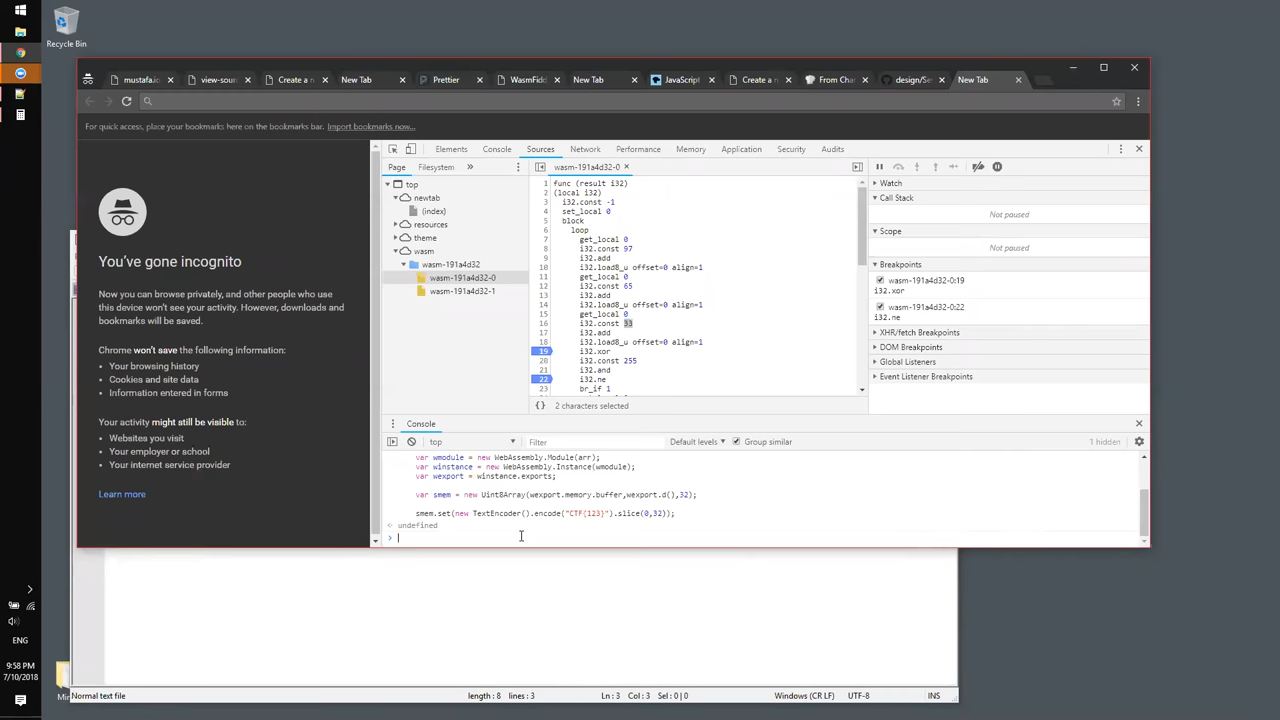 Recycle Bin
mustafa.io
view-sourc
Create a n
New Tab
Prettier
WasmFidd
New Tab
JavaScript
Create a n
From Cha
design/Se
New Tab
For quick access, place your bookmarks here on the bookmarks bar. Import bookmarks now...
Elements Console Sources Network Performance Memory Application Security Audits
Page Filesystem »
wasm-191a4d32-0
top
newtab
(index)
resources
theme
wasm
wasm-191a4d32
wasm-191a4d32-0
wasm-191a4d32-1
1 func (result i32)
2 (local i32)
3 i32.const -1
4 set_local 0
5 block
6 loop
7 get_local 0
8 i32.const 97
9 i32.add
10 i32.load8_u offset=0 align=1
11 get_local 0
12 i32.const 65
13 i32.add
14 i32.load8_u offset=0 align=1
15 get_local 0
16 i32.const 33
17 i32.add
18 i32.load8_u offset=0 align=1
19 i32.xor
20 i32.const 255
21 i32.and
22 i32.ne
23 br_if 1
{} 2 characters selected
Watch
Call Stack
Not paused
Scope
Not paused
Breakpoints
wasm-191a4d32-0:19
i32.xor
wasm-191a4d32-0:22
i32.ne
XHR/fetch Breakpoints
DOM Breakpoints
Global Listeners
Event Listener Breakpoints
You've gone incognito
Now you can browse privately, and other people who use
this device won't see your activity. However, downloads and
bookmarks will be saved.
Chrome won't save the following information:
• Your browsing history
• Cookies and site data
• Information entered in forms
Your activity might still be visible to:
• Websites you visit
• Your employer or school
• Your internet service provider
Learn more
Console
top Filter Default levels Group similar 1 hidden
var wmodule = new WebAssembly.Module(arr);
var winstance = new WebAssembly.Instance(wmodule);
var wexport = winstance.exports;
var smem = new Uint8Array(wexport.memory.buffer,wexport.d(),32);
smem.set(new TextEncoder().encode("CTF{123}").slice(0,32));
undefined
ENG
9:58 PM
7/10/2018
Normal text file length : 8 lines : 3 Ln : 3 Col : 3 Sel : 0 | 0 Windows (CR LF) UTF-8 INS